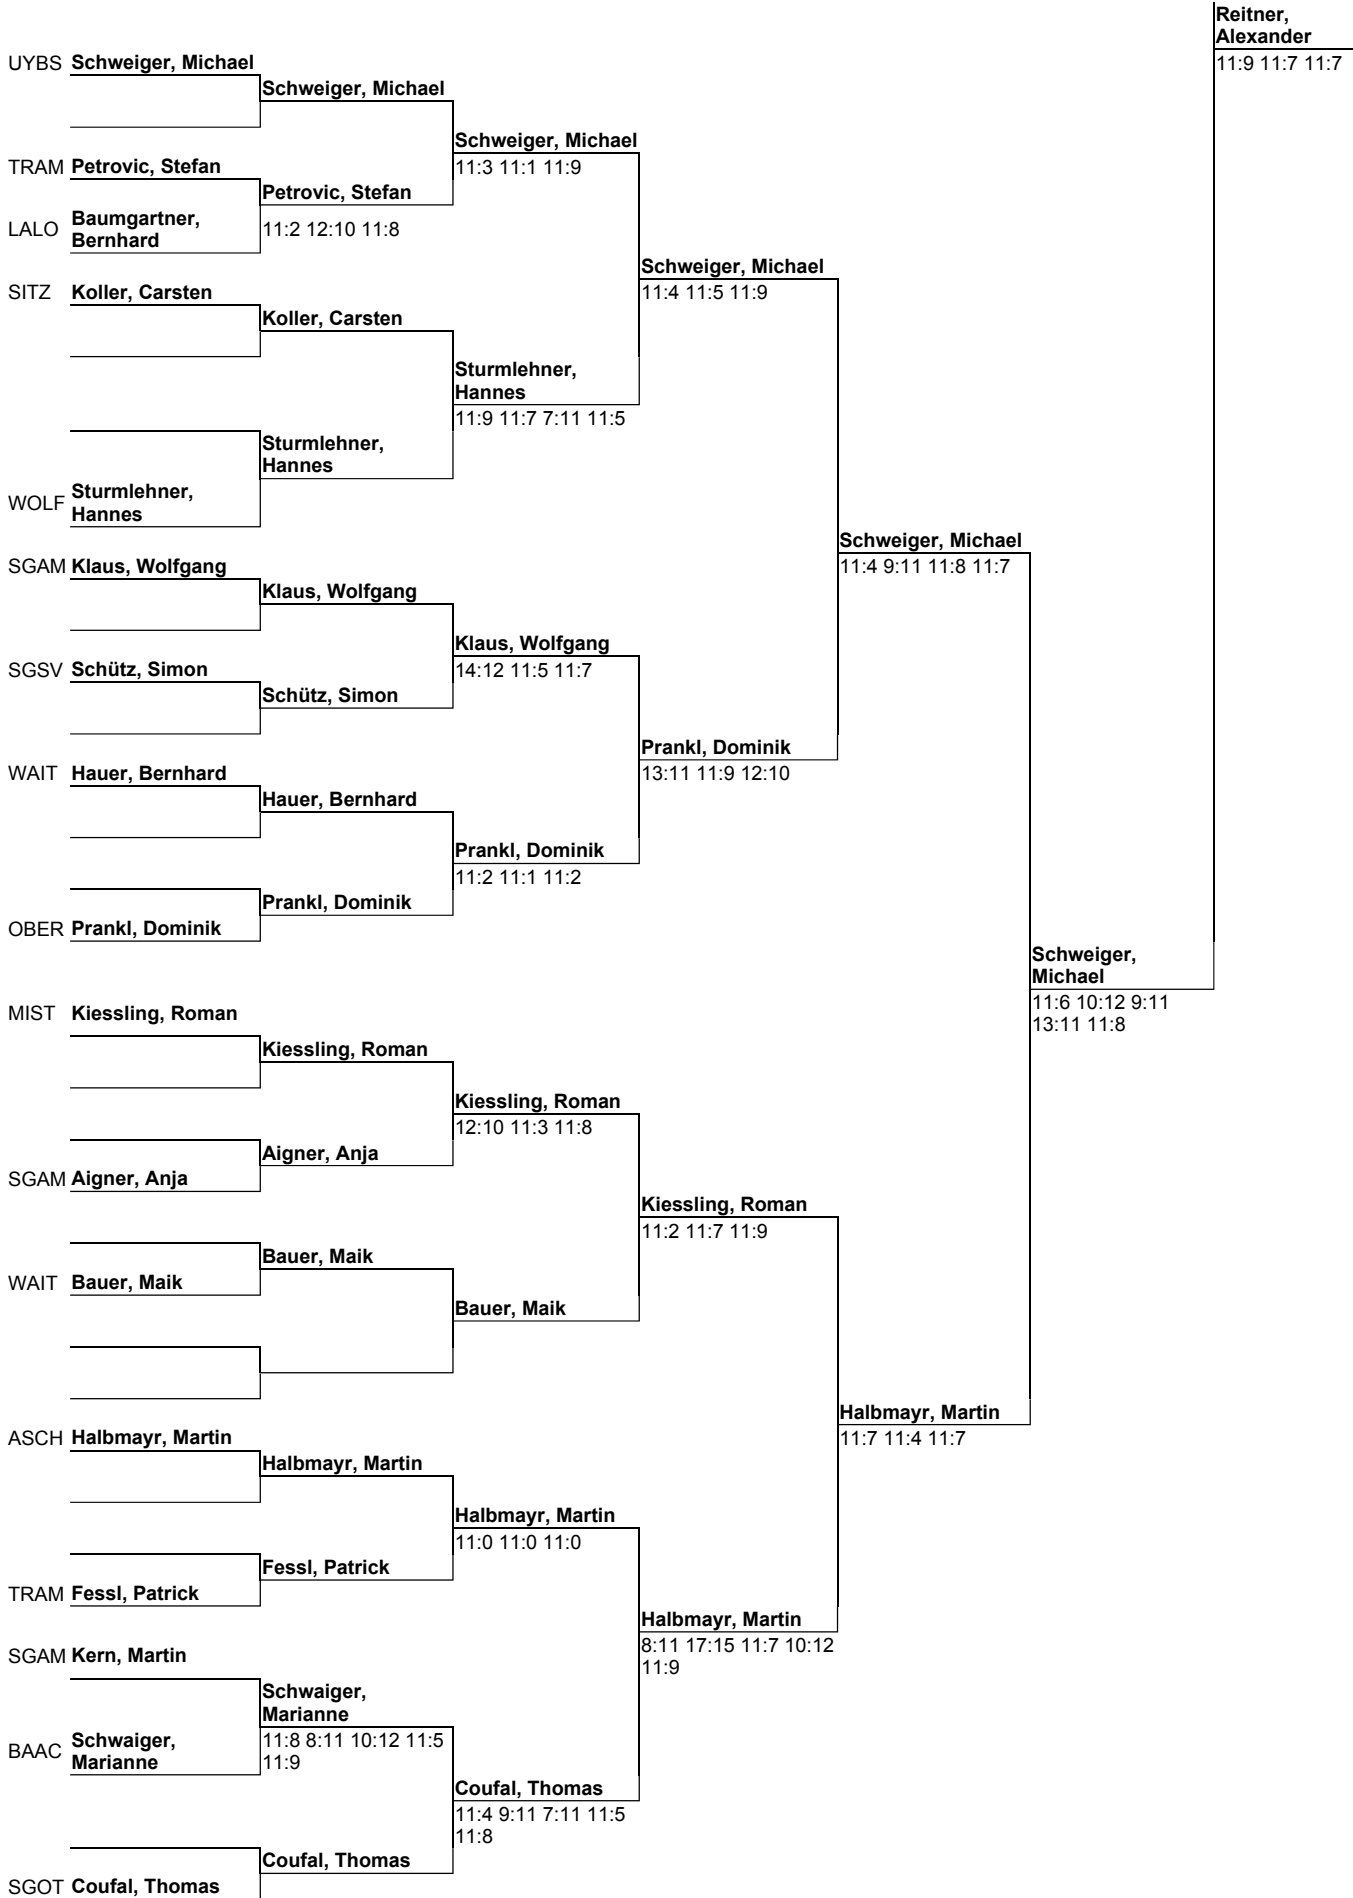 Reitner,
Alexander
11:9 11:7 11:7
UYBS Schweiger, Michael
Schweiger, Michael
Schweiger, Michael
11:3 11:1 11:9
TRAM Petrovic, Stefan
Petrovic, Stefan
LALO Baumgartner,
Bernhard
11:2 12:10 11:8
Schweiger, Michael
11:4 11:5 11:9
SITZ Koller, Carsten
Koller, Carsten
Sturmlehner,
Hannes
11:9 11:7 7:11 11:5
Sturmlehner,
Hannes
WOLF Sturmlehner,
Hannes
Schweiger, Michael
11:4 9:11 11:8 11:7
SGAM Klaus, Wolfgang
Klaus, Wolfgang
Klaus, Wolfgang
14:12 11:5 11:7
SGSV Schütz, Simon
Schütz, Simon
Prankl, Dominik
13:11 11:9 12:10
WAIT Hauer, Bernhard
Hauer, Bernhard
Prankl, Dominik
11:2 11:1 11:2
Prankl, Dominik
OBER Prankl, Dominik
Schweiger,
Michael
11:6 10:12 9:11
13:11 11:8
MIST Kiessling, Roman
Kiessling, Roman
Kiessling, Roman
12:10 11:3 11:8
Aigner, Anja
SGAM Aigner, Anja
Kiessling, Roman
11:2 11:7 11:9
Bauer, Maik
WAIT Bauer, Maik
Bauer, Maik
Halbmayr, Martin
11:7 11:4 11:7
ASCH Halbmayr, Martin
Halbmayr, Martin
Halbmayr, Martin
11:0 11:0 11:0
Fessl, Patrick
TRAM Fessl, Patrick
Halbmayr, Martin
8:11 17:15 11:7 10:12
11:9
SGAM Kern, Martin
Schwaiger,
Marianne
11:8 8:11 10:12 11:5
11:9
BAAC Schwaiger,
Marianne
Coufal, Thomas
11:4 9:11 7:11 11:5
11:8
Coufal, Thomas
SGOT Coufal, Thomas